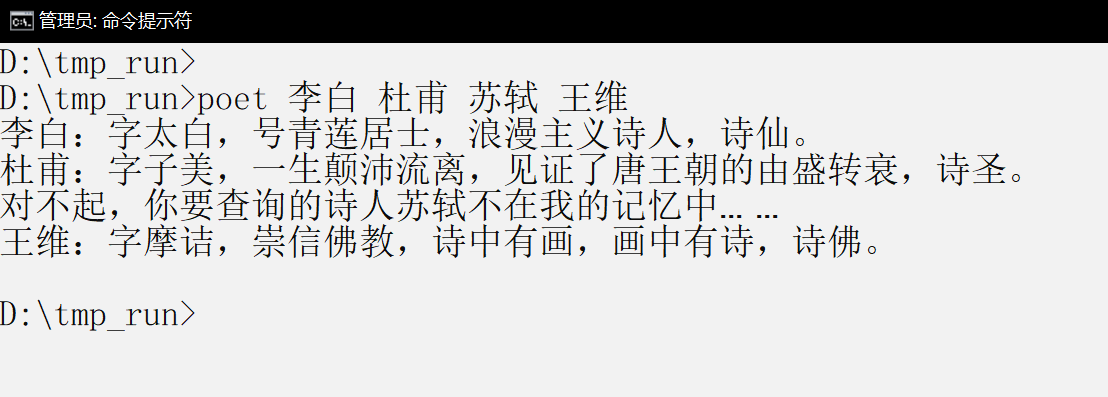 管理员: 命令提示符
D:\tmp_run>
D:\tmp_run>poet 李白 杜甫 苏轼 王维
李白：字太白，号青莲居士，浪漫主义诗人，诗仙。
杜甫：字子美，一生颠沛流离，见证了唐王朝的由盛转衰，诗圣。
对不起，你要查询的诗人苏轼不在我的记忆中... ...
王维：字摩诘，崇信佛教，诗中有画，画中有诗，诗佛。
D:\tmp_run>